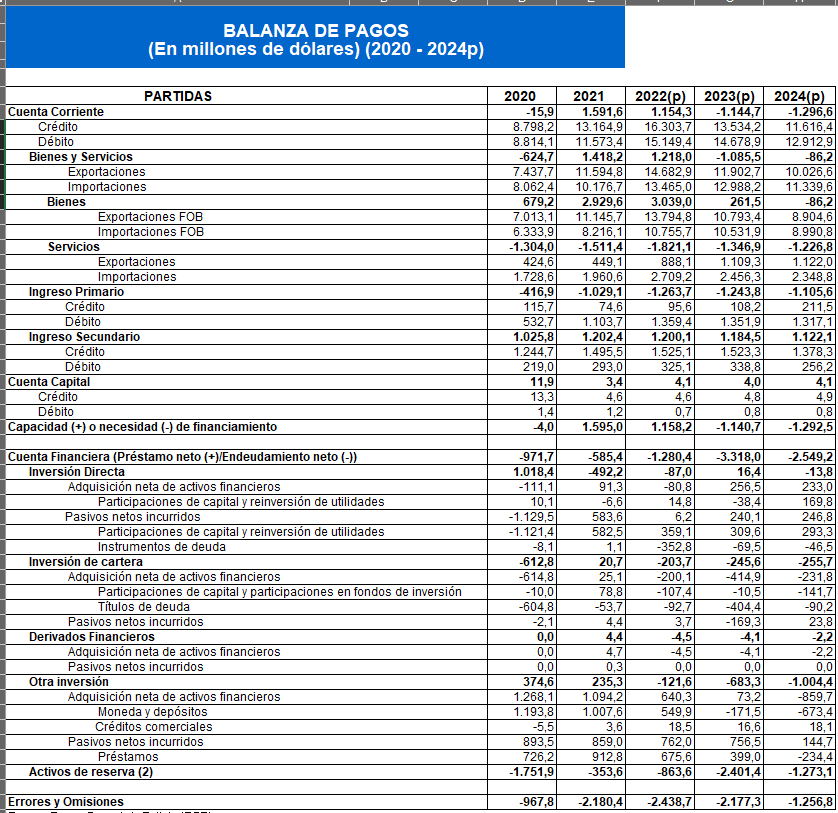 BALANZA DE PAGOS
(En millones de dólares) (2020 - 2024p)
PARTIDAS 2020 2021 2022(p) 2023(p) 2024(p)
Cuenta Corriente -15,9 1.591,6 1.154,3 -1.144,7 -1.296,6
Crédito 8.798,2 13.164,9 16.303,7 13.534,2 11.616,4
Débito 8.814,1 11.573,4 15.149,4 14.678,9 12.912,9
Bienes y Servicios -624,7 1.418,2 1.218,0 -1.085,5 -86,2
Exportaciones 7.437,7 11.594,8 14.682,9 11.902,7 10.026,6
Importaciones 8.062,4 10.176,7 13.465,0 12.988,2 11.339,6
Bienes 679,2 2.929,6 3.039,0 261,5 -86,2
Exportaciones FOB 7.013,1 11.145,7 13.794,8 10.793,4 8.904,6
Importaciones FOB 6.333,9 8.216,1 10.755,7 10.531,9 8.990,8
Servicios -1.304,0 -1.511,4 -1.821,1 -1.346,9 -1.226,8
Exportaciones 424,6 449,1 888,1 1.109,3 1.122,0
Importaciones 1.728,6 1.960,6 2.709,2 2.456,3 2.348,8
Ingreso Primario -416,9 -1.029,1 -1.263,7 -1.243,8 -1.105,6
Crédito 115,7 74,6 95,6 108,2 211,5
Débito 532,7 1.103,7 1.359,4 1.351,9 1.317,1
Ingreso Secundario 1.025,8 1.202,4 1.200,1 1.184,5 1.122,1
Crédito 1.244,7 1.495,5 1.525,1 1.523,3 1.378,3
Débito 219,0 293,0 325,1 338,8 256,2
Cuenta Capital 11,9 3,4 4,1 4,0 4,1
Crédito 13,3 4,6 4,6 4,8 4,9
Débito 1,4 1,2 0,7 0,8 0,8
Capacidad (+) o necesidad (-) de financiamiento -4,0 1.595,0 1.158,2 -1.140,7 -1.292,5
Cuenta Financiera (Préstamo neto (+)/Endeudamiento neto (-)) -971,7 -585,4 -1.280,4 -3.318,0 -2.549,2
Inversión Directa 1.018,4 -492,2 -87,0 16,4 -13,8
Adquisición neta de activos financieros -111,1 91,3 -80,8 256,5 233,0
Participaciones de capital y reinversión de utilidades 10,1 -6,6 14,8 -38,4 169,8
Pasivos netos incurridos -1.129,5 583,6 6,2 240,1 246,8
Participaciones de capital y reinversión de utilidades -1.121,4 582,5 359,1 309,6 293,3
Instrumentos de deuda -8,1 1,1 -352,8 -69,5 -46,5
Inversión de cartera -612,8 20,7 -203,7 -245,6 -255,7
Adquisición neta de activos financieros -614,8 25,1 -200,1 -414,9 -231,8
Participaciones de capital y participaciones en fondos de inversión -10,0 78,8 -107,4 -10,5 -141,7
Títulos de deuda -604,8 -53,7 -92,7 -404,4 -90,2
Pasivos netos incurridos -2,1 4,4 3,7 -169,3 23,8
Derivados Financieros 0,0 4,4 -4,5 -4,1 -2,2
Adquisición neta de activos financieros 0,0 4,7 -4,5 -4,1 -2,2
Pasivos netos incurridos 0,0 0,3 0,0 0,0 0,0
Otra inversión 374,6 235,3 -121,6 -683,3 -1.004,4
Adquisición neta de activos financieros 1.268,1 1.094,2 640,3 73,2 -859,7
Moneda y depósitos 1.193,8 1.007,6 549,9 -171,5 -673,4
Créditos comerciales -5,5 3,6 18,5 16,6 18,1
Pasivos netos incurridos 893,5 859,0 762,0 756,5 144,7
Préstamos 726,2 912,8 675,6 399,0 -234,4
Activos de reserva (2) -1.751,9 -353,6 -863,6 -2.401,4 -1.273,1
Errores y Omisiones -967,8 -2.180,4 -2.438,7 -2.177,3 -1.256,8